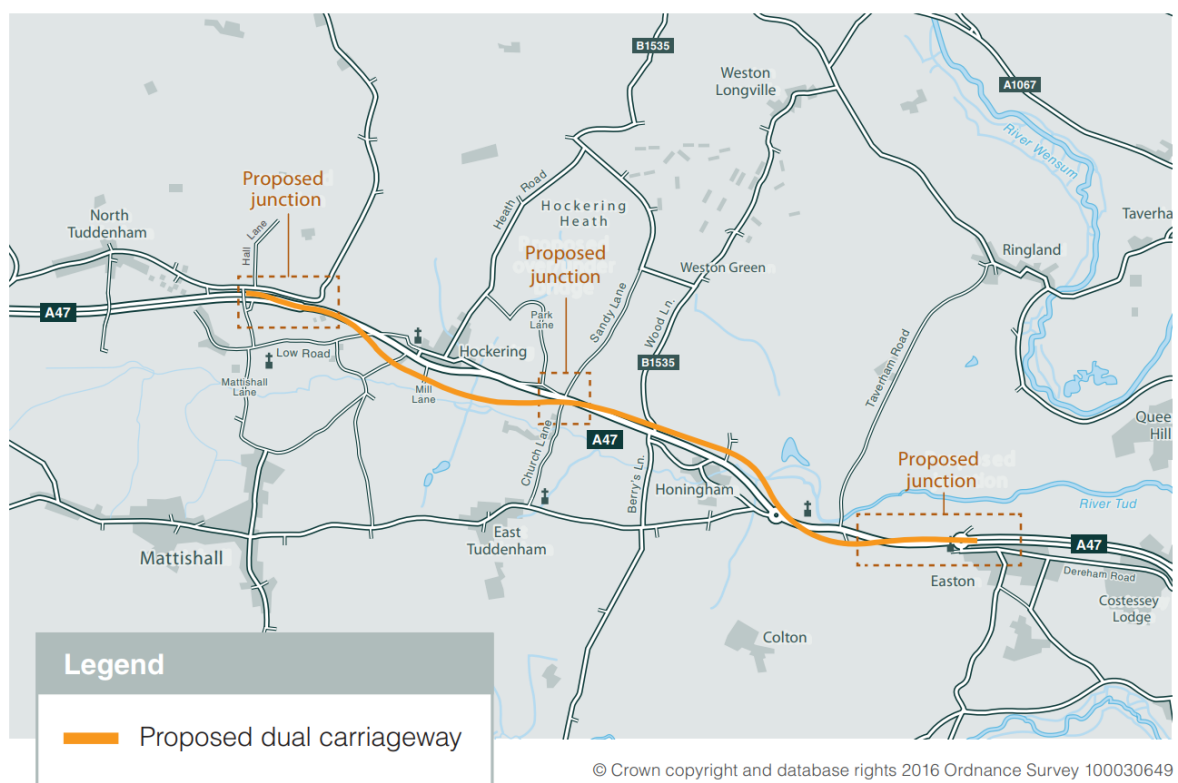 B1535
Weston
Longville
A1067
River Wensum
Proposed
junction
Heath Road
Hockering
Heath
North
Tuddenham
Hall Lane
Taverha
Proposed
junction
Ringland
Weston Green
A47
Sandy Lane
Wood Ln.
Park
Lane
Low Road
Hockering
B1535
Taverham Road
Mattishall
Lane
Mill
Lane
Quee
Hill
Church Lane
A47
Proposed
junction
Berry's Ln.
Honingham
River Tud
East
Tuddenham
Mattishall
A47
Easton
Dereham Road
Costessey
Lodge
Colton
Legend
Proposed dual carriageway
© Crown copyright and database rights 2016 Ordnance Survey 100030649